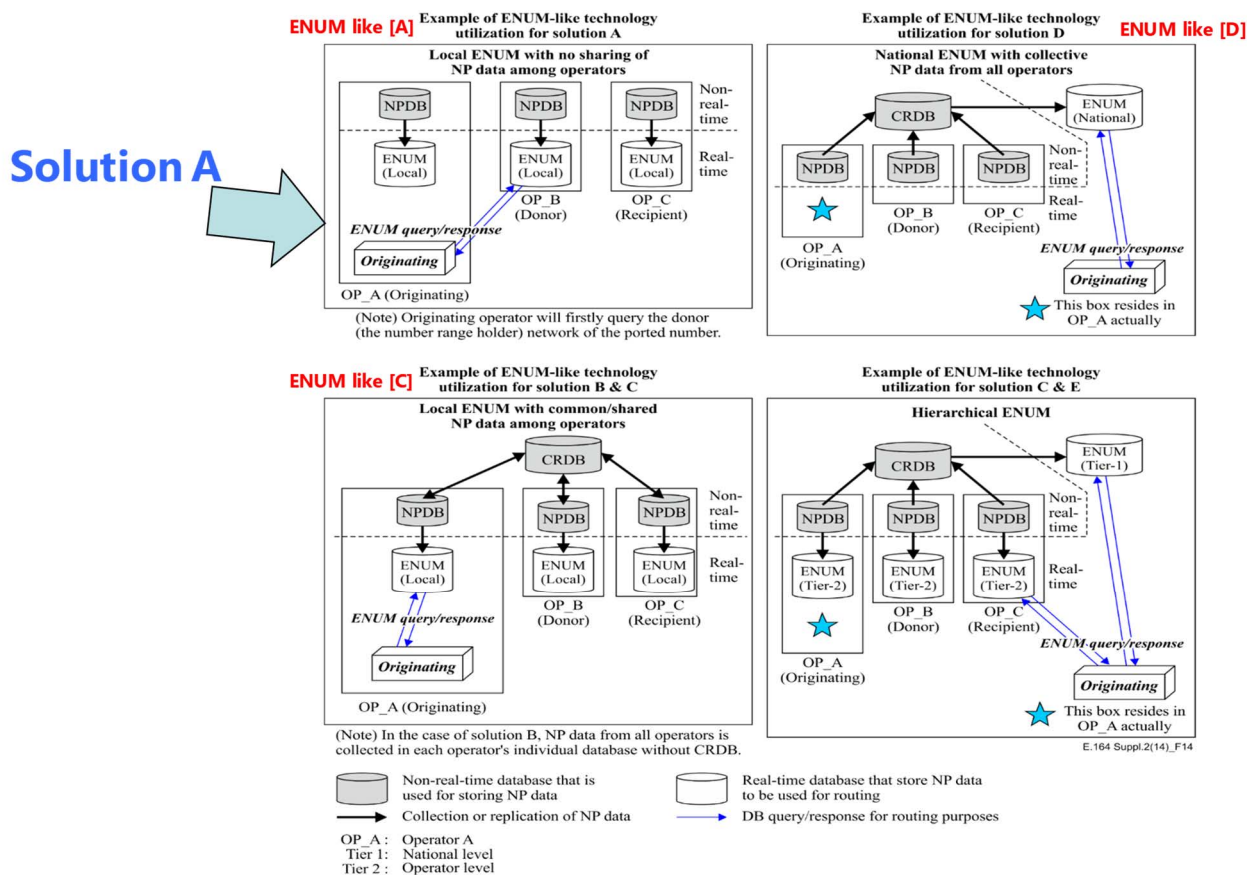 Solution A
ENUM like [A]
Example of ENUM-like technology
utilization for solution A
Local ENUM with no sharing of
NP data among operators
NPDB
NPDB
NPDB
Non-
real-
time
ENUM
(Local)
ENUM
(Local)
ENUM
(Local)
Real-
time
OP_B
(Donor)
OP_C
(Recipient)
ENUM query/response
Originating
OP_A (Originating)
(Note) Originating operator will firstly query the donor
(the number range holder) network of the ported number.
Example of ENUM-like technology
utilization for solution D
ENUM like [D]
National ENUM with collective
NP data from all operators
CRDB
ENUM
(National)
NPDB
NPDB
NPDB
Non-
real-
time
Real-
time
OP_A
(Originating)
OP_B
(Donor)
OP_C
(Recipient)
ENUM query/response
Originating
This box resides in
OP_A actually
ENUM like [C]
Example of ENUM-like technology
utilization for solution B & C
Local ENUM with common/shared
NP data among operators
CRDB
NPDB
NPDB
NPDB
Non-
real-
time
ENUM
(Local)
ENUM
(Local)
ENUM
(Local)
Real-
time
OP_B
(Donor)
OP_C
(Recipient)
ENUM query/response
Originating
OP_A (Originating)
(Note) In the case of solution B, NP data from all operators is
collected in each operator's individual database without CRDB.
Example of ENUM-like technology
utilization for solution C & E
Hierarchical ENUM
CRDB
ENUM
(Tier-1)
NPDB
NPDB
NPDB
Non-
real-
time
ENUM
(Tier-2)
ENUM
(Tier-2)
ENUM
(Tier-2)
Real-
time
OP_A
(Originating)
OP_B
(Donor)
OP_C
(Recipient)
ENUM query/response
Originating
This box resides in
OP_A actually
E.164 Suppl.2(14)_F14
Non-real-time database that is
used for storing NP data
Real-time database that store NP data
to be used for routing
Collection or replication of NP data
DB query/response for routing purposes
OP_A : Operator A
Tier 1: National level
Tier 2 : Operator level